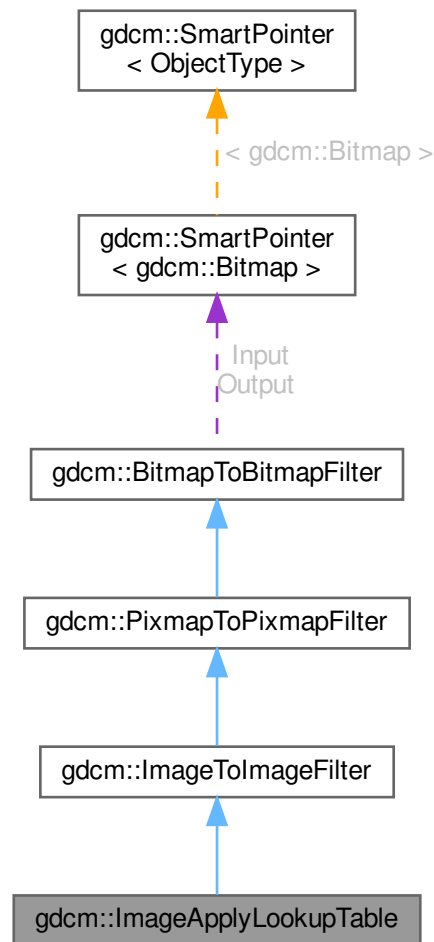 gdcm::SmartPointer
< ObjectType >
< gdcm::Bitmap >
gdcm::SmartPointer
< gdcm::Bitmap >
Input
Output
gdcm::BitmapToBitmapFilter
gdcm::PixmapToPixmapFilter
gdcm::ImageToImageFilter
gdcm::ImageApplyLookupTable